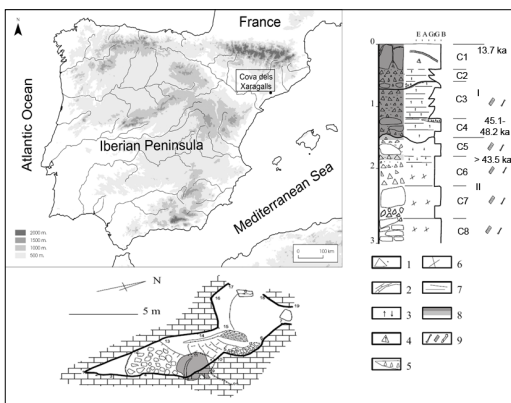 N
France
Cova dels
Xaragalls
Atlantic Ocean
Iberian Peninsula
Mediterranean Sea
2000 m.
1500 m.
1000 m.
500 m.
0 100 km
N
5 m
E A G G B
0
1
2
3
C1
C2
C3
C4
C5
C6
C7
C8
13.7 ka
I
45.1-
48.2 ka
> 43.5 ka
II
1
2
3
4
5
6
7
8
9